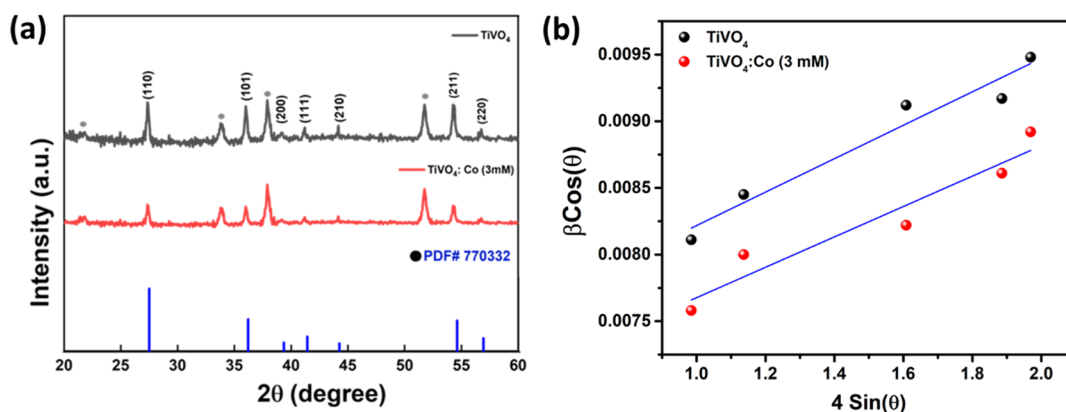 (a)
TiVO₄
(110)
(101)
(200)
(111)
(210)
(211)
(220)
TiVO₄: Co (3mM)
PDF# 770332
Intensity (a.u.)
20 25 30 35 40 45 50 55 60
2θ (degree)
(b)
TiVO₄
TiVO₄:Co (3 mM)
0.0095
0.0090
0.0085
0.0080
0.0075
βCos(θ)
1.0 1.2 1.4 1.6 1.8 2.0
4 Sin(θ)